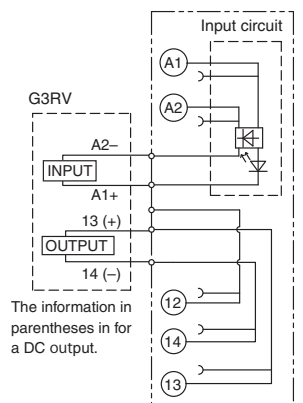 Input circuit
A1
A2
G3RV
A2–
INPUT
A1+
13 (+)
OUTPUT
14 (–)
The information in
parentheses in for
a DC output.
12
14
13